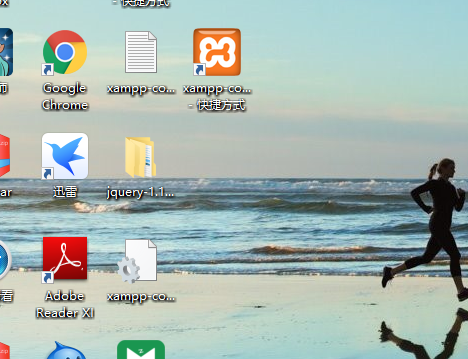 - 快捷方式
Google
Chrome
xampp-co...
xampp-co...
- 快捷方式
ar
迅雷
jquery-1.1...
看
Adobe
Reader XI
xampp-co...